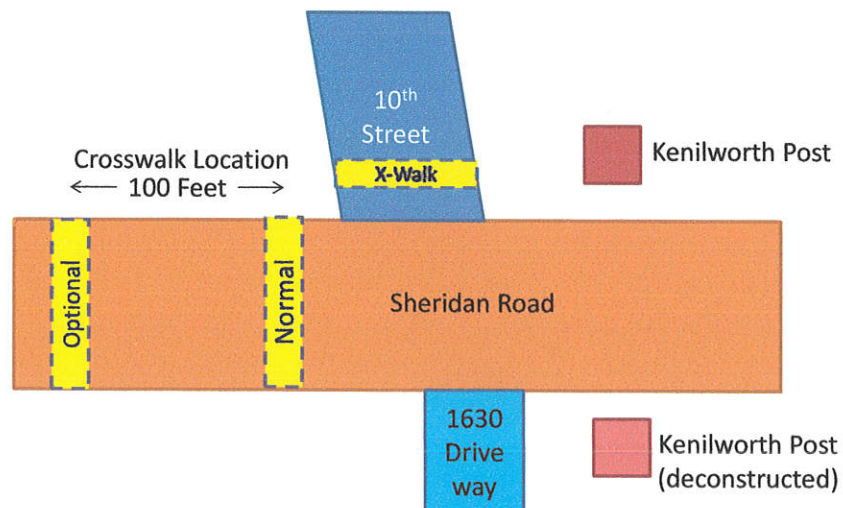 10th
Street
X-Walk
Crosswalk Location
← 100 Feet →
Kenilworth Post
Optional
Normal
Sheridan Road
1630
Drive
way
Kenilworth Post
(deconstructed)